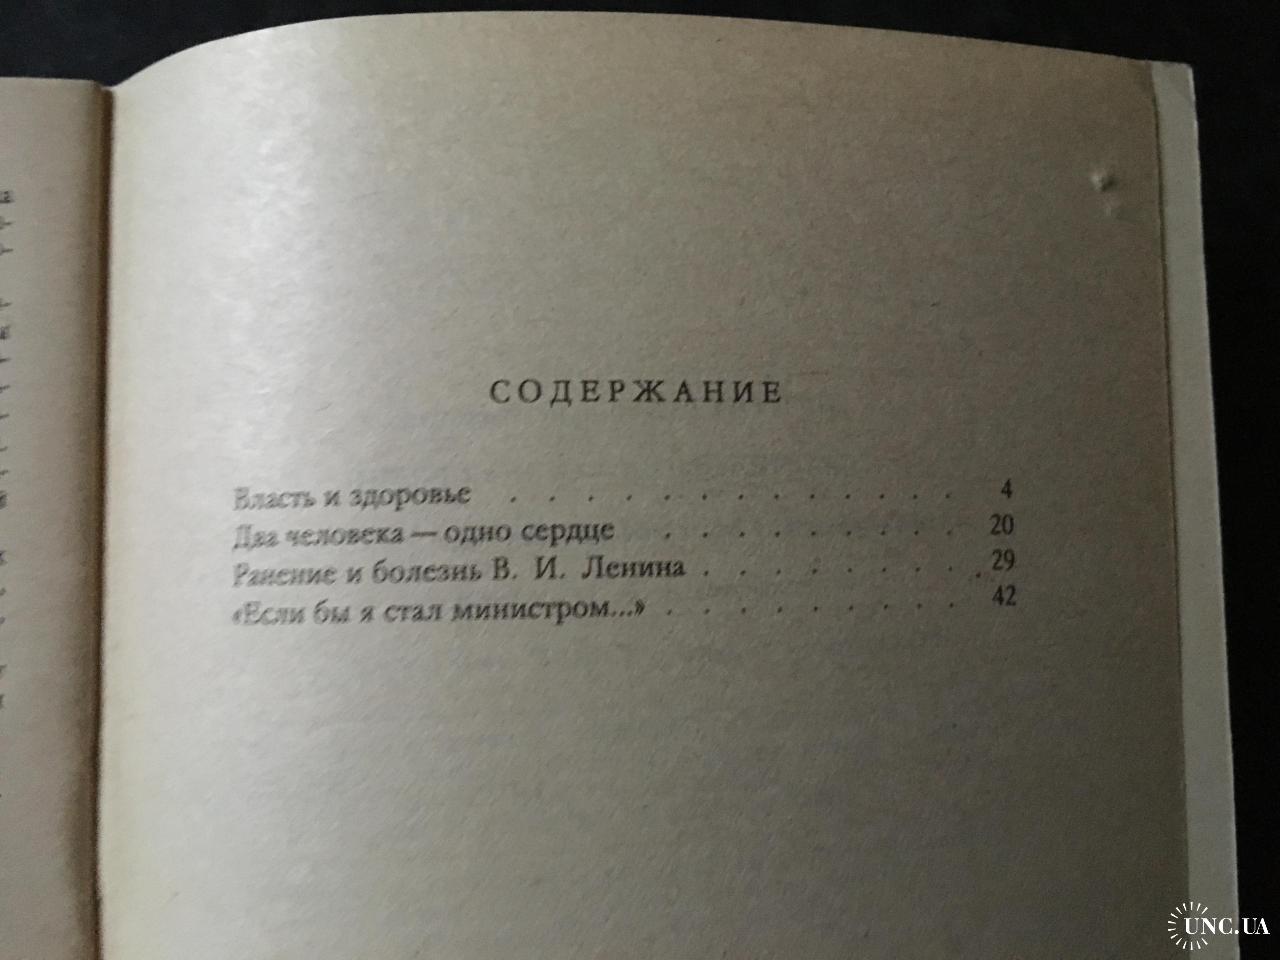 СОДЕРЖАНИЕ
Власть и здоровье . . . . . . . . . . . . 4
Два человека — одно сердце . . . . . . . . 20
Ранение и болезнь В. И. Ленина . . . . . . . . 29
«Если бы я стал министром...» . . . . . . . . 42
UNC.UA